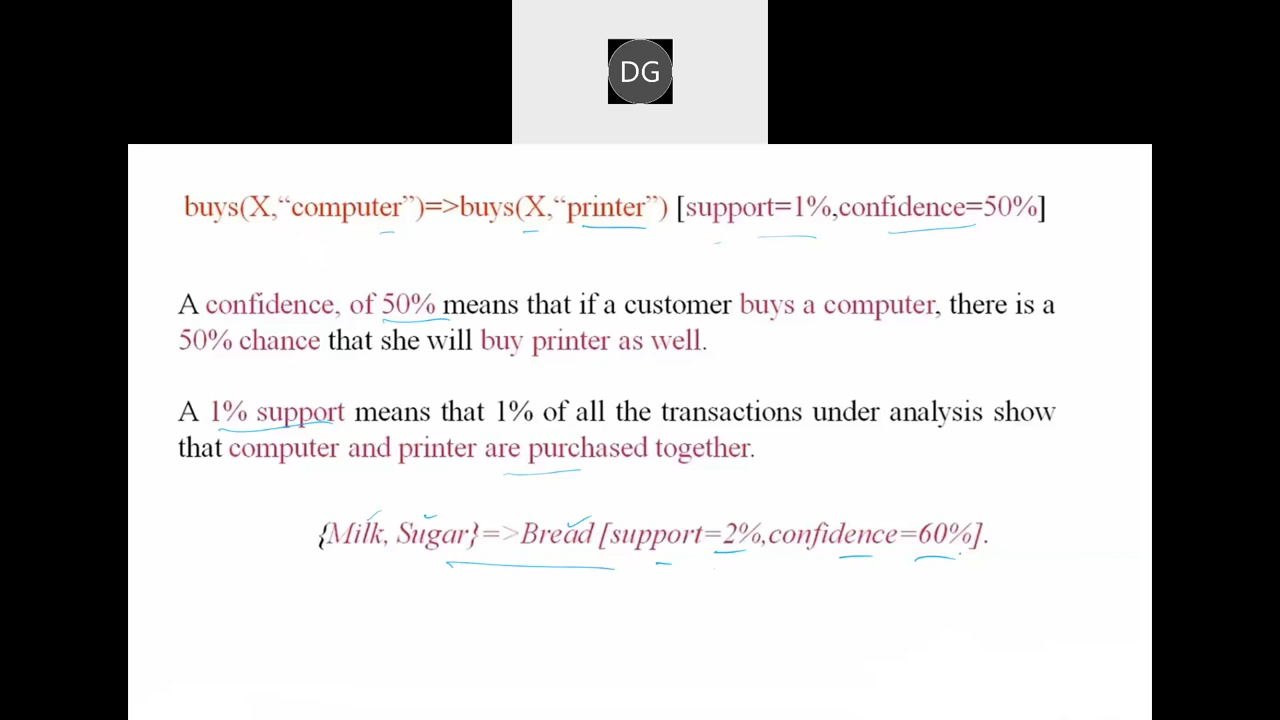 DG
buys(X,“computer”)=>buys(X,“printer”) [support=1%,confidence=50%]
A confidence, of 50% means that if a customer buys a computer, there is a
50% chance that she will buy printer as well.
A 1% support means that 1% of all the transactions under analysis show
that computer and printer are purchased together.
{Milk, Sugar}=>Bread [support=2%,confidence=60%].